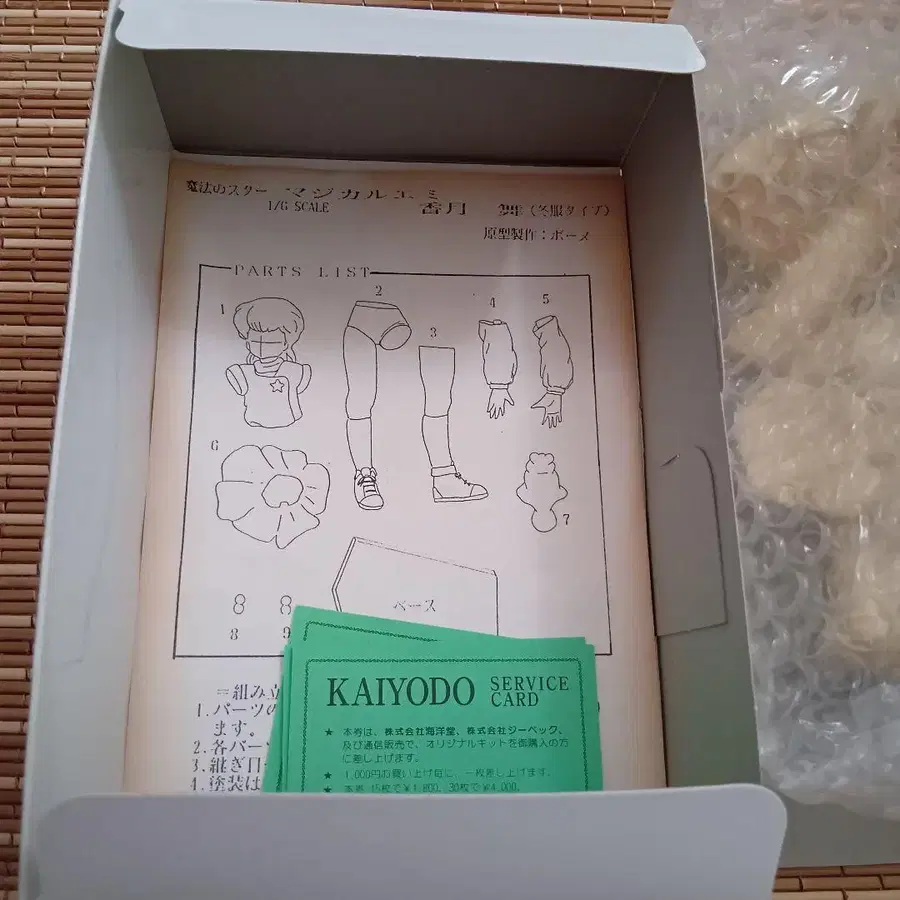 魔法のスター マジカルエミ
1/6 SCALE 香月 舞〈冬服タイプ〉
原型製作：ボーメ
PARTS LIST
1
2
3
4
5
6
7
ベース
8 8
8 9
＝組み立
1.パーツの
ます。
2.各パーツ
3.継ぎ目
4.塗装は
KAIYODO SERVICE CARD
★ 本券は、株式会社海洋堂、株式会社ジーベック、
及び通信販売で、オリジナルキットを御購入の方
に差し上げます。
★ 1,000円お買い上げ毎に、一枚差し上げます。
★ 本券 15枚で￥1,800、30枚で￥4,000、